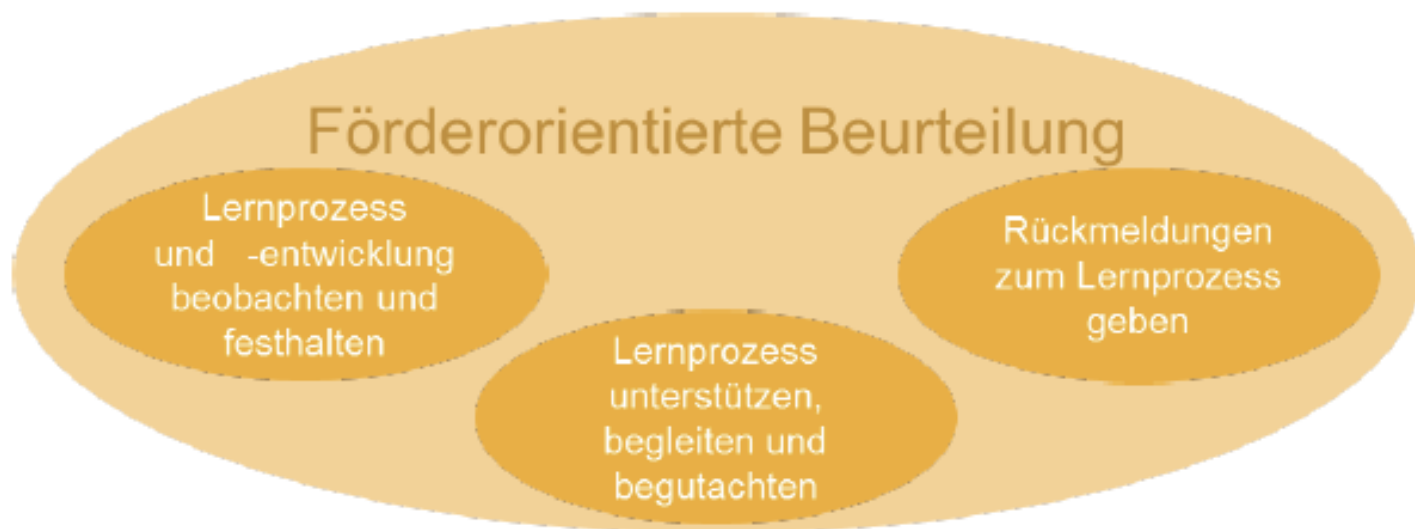 Förderorientierte Beurteilung
Lernprozess
und -entwicklung
beobachten und
festhalten
Lernprozess
unterstützen,
begleiten und
begutachten
Rückmeldungen
zum Lernprozess
geben